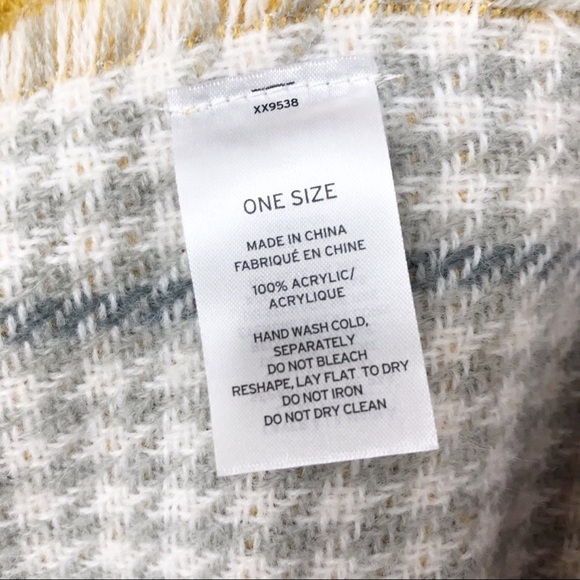 XX9538
ONE SIZE
MADE IN CHINA
FABRIQUÉ EN CHINE
100% ACRYLIC/
ACRYLIQUE
HAND WASH COLD,
SEPARATELY
DO NOT BLEACH
RESHAPE, LAY FLAT TO DRY
DO NOT IRON
DO NOT DRY CLEAN